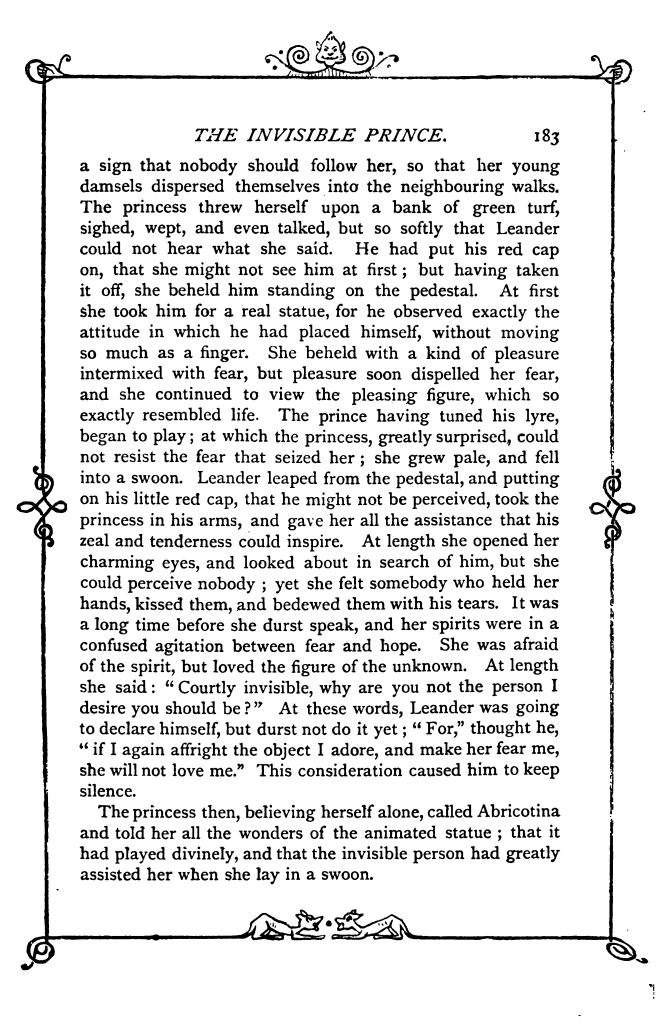 THE INVISIBLE PRINCE. 183
a sign that nobody should follow her, so that her young
damsels dispersed themselves into the neighbouring walks.
The princess threw herself upon a bank of green turf,
sighed, wept, and even talked, but so softly that Leander
could not hear what she said. He had put his red cap
on, that she might not see him at first ; but having taken
it off, she beheld him standing on the pedestal. At first
she took him for a real statue, for he observed exactly the
attitude in which he had placed himself, without moving
so much as a finger. She beheld with a kind of pleasure
intermixed with fear, but pleasure soon dispelled her fear,
and she continued to view the pleasing figure, which so
exactly resembled life. The prince having tuned his lyre,
began to play ; at which the princess, greatly surprised, could
not resist the fear that seized her ; she grew pale, and fell
into a swoon. Leander leaped from the pedestal, and putting
on his little red cap, that he might not be perceived, took the
princess in his arms, and gave her all the assistance that his
zeal and tenderness could inspire. At length she opened her
charming eyes, and looked about in search of him, but she
could perceive nobody ; yet she felt somebody who held her
hands, kissed them, and bedewed them with his tears. It was
a long time before she durst speak, and her spirits were in a
confused agitation between fear and hope. She was afraid
of the spirit, but loved the figure of the unknown. At length
she said : “ Courtly invisible, why are you not the person I
desire you should be ?” At these words, Leander was going
to declare himself, but durst not do it yet ; “ For,” thought he,
“ if I again affright the object I adore, and make her fear me,
she will not love me.” This consideration caused him to keep
silence.
The princess then, believing herself alone, called Abricotina
and told her all the wonders of the animated statue ; that it
had played divinely, and that the invisible person had greatly
assisted her when she lay in a swoon.